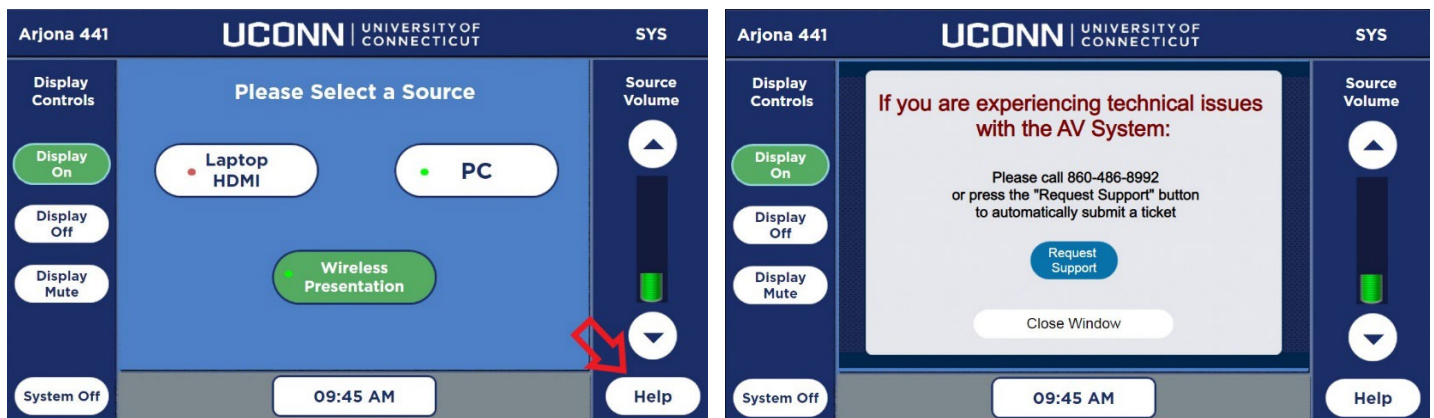 Arjona 441
UCONN | UNIVERSITY OF
CONNECTICUT
SYS
Display
Controls
Display
On
Display
Off
Display
Mute
System Off
Please Select a Source
Laptop
HDMI
PC
Wireless
Presentation
09:45 AM
Source
Volume
Help
Arjona 441
UCONN | UNIVERSITY OF
CONNECTICUT
SYS
Display
Controls
Display
On
Display
Off
Display
Mute
System Off
If you are experiencing technical issues
with the AV System:
Please call 860-486-8992
or press the "Request Support" button
to automatically submit a ticket
Request
Support
Close Window
09:45 AM
Source
Volume
Help